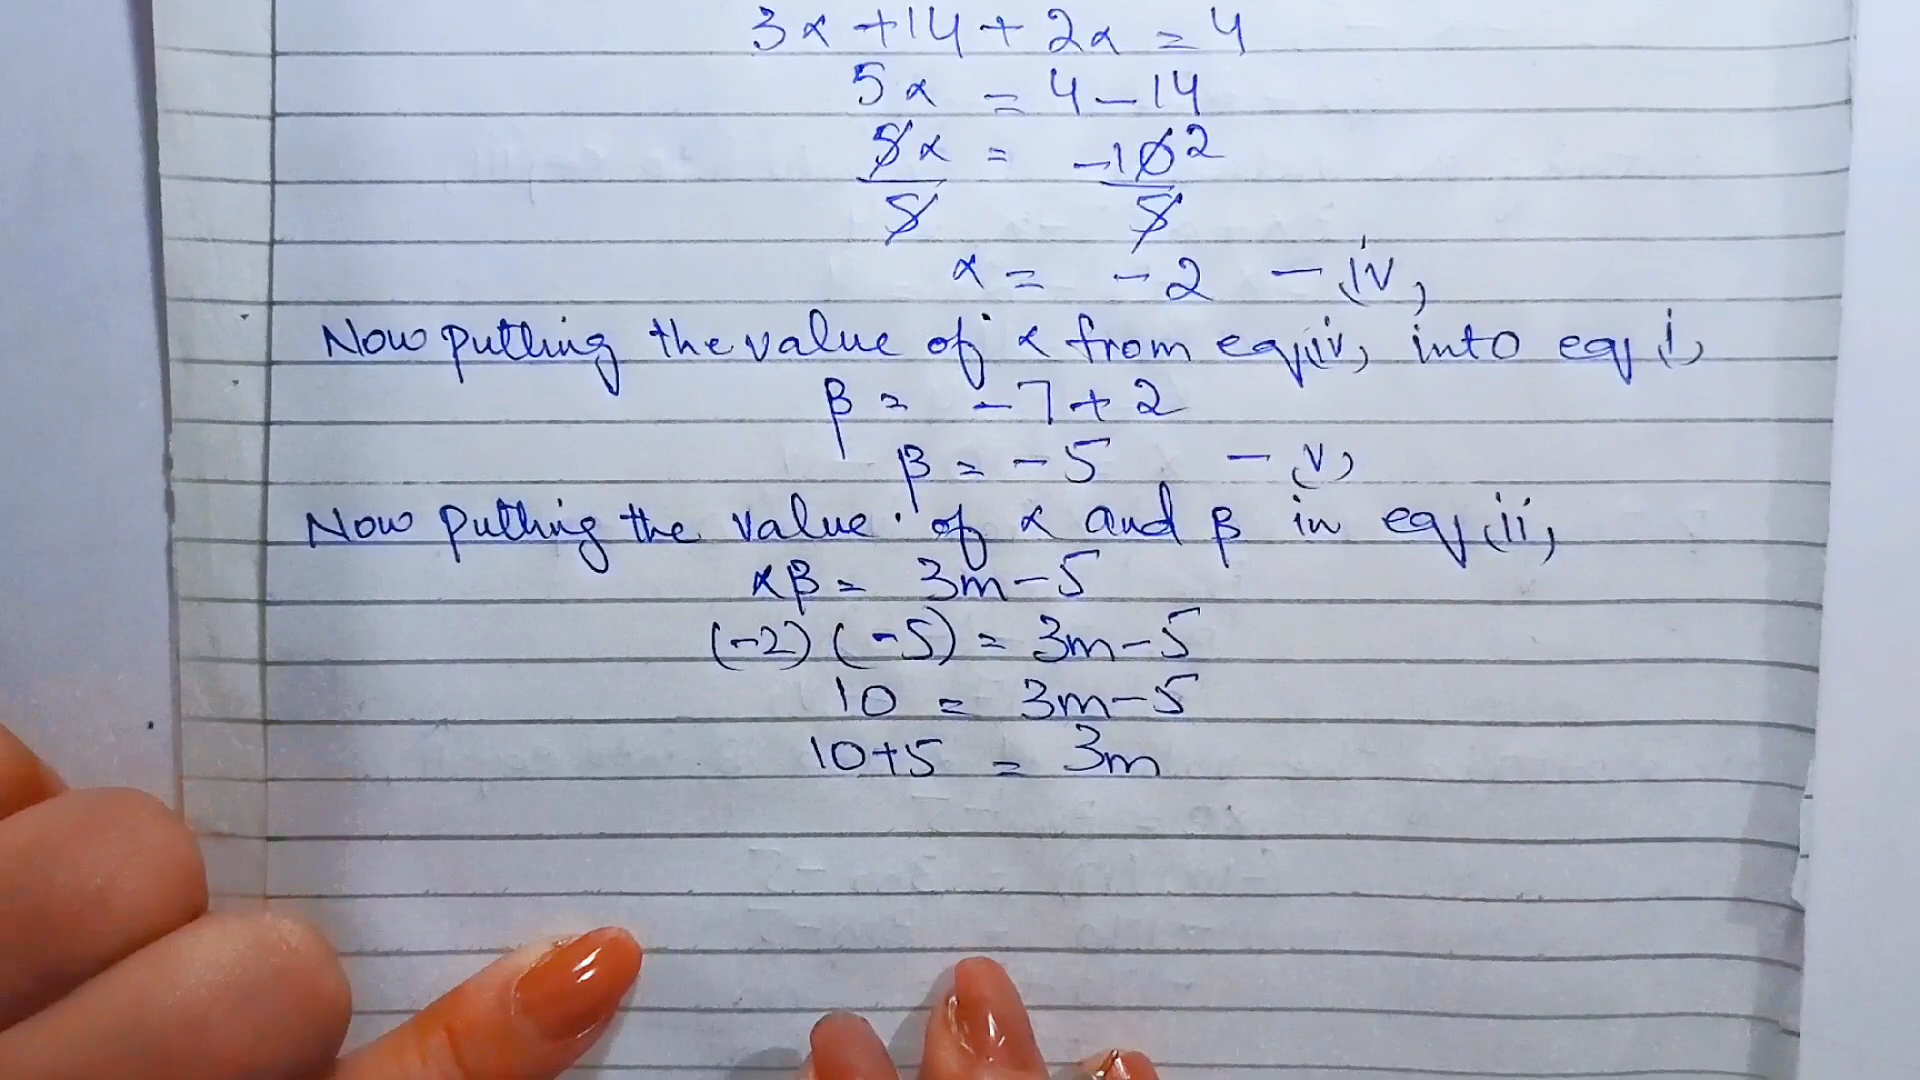 3α + 14 + 2α = 4
5α = 4 - 14
5α = -10 2
5 5
α = -2 - (iv)
Now putting the value of α from eq (iv) into eq (i)
β = -7 + 2
β = -5 - (v)
Now putting the value of α and β in eq (ii)
αβ = 3m - 5
(-2) (-5) = 3m - 5
10 = 3m - 5
10 + 5 = 3m